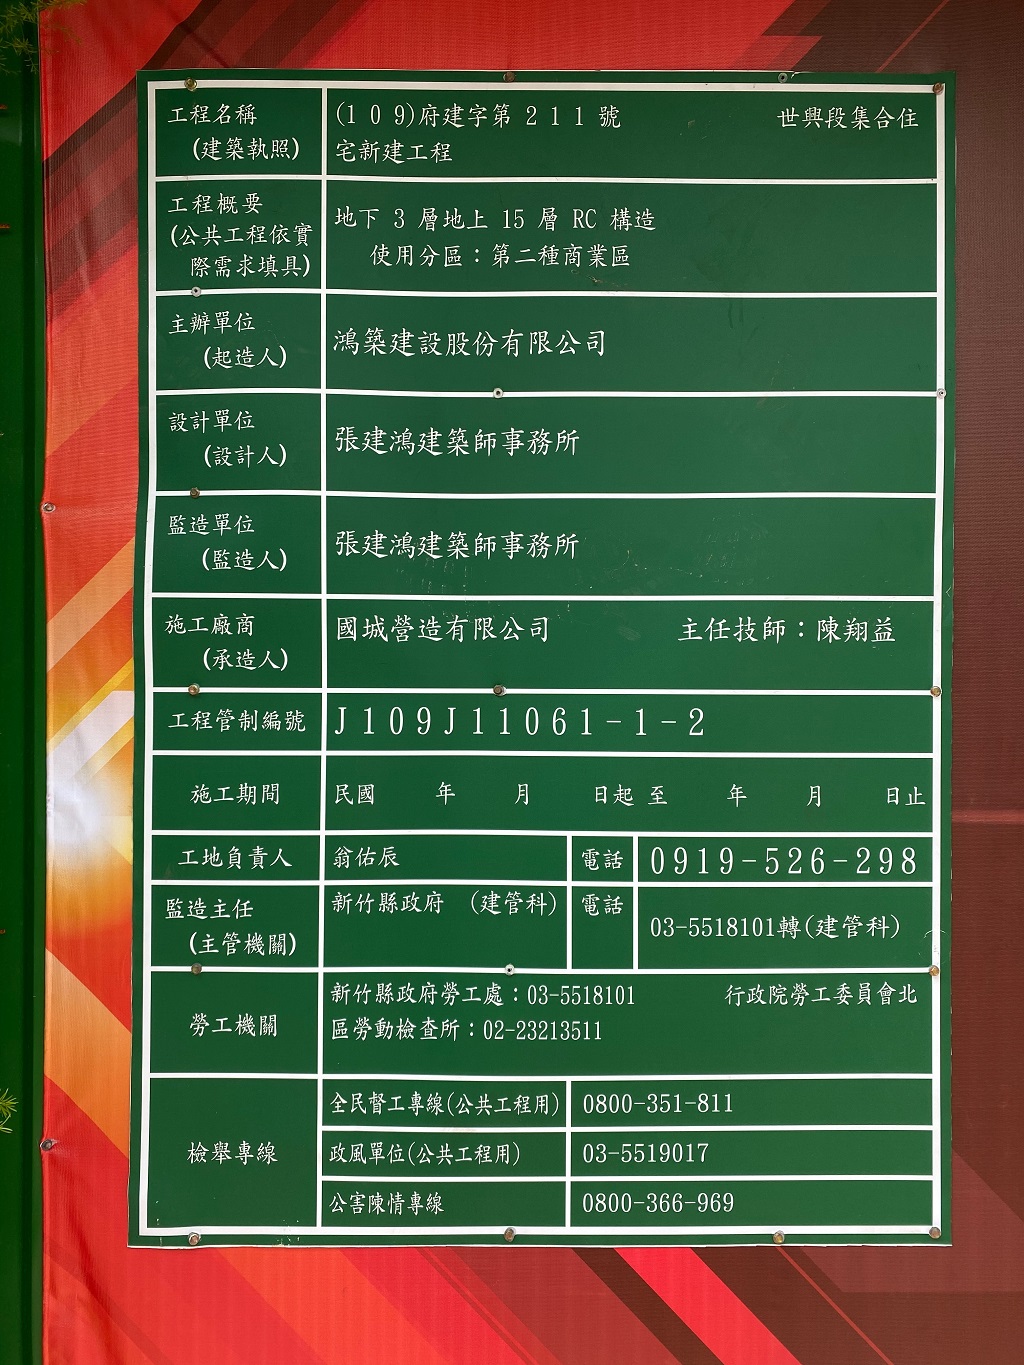 工程名稱
(建築執照)
(109)府建字第 211 號 世興段集合住
宅新建工程
工程概要
(公共工程依實
際需求填具)
地下 3 層地上 15 層 RC 構造
使用分區：第二種商業區
主辦單位
(起造人)
鴻築建設股份有限公司
設計單位
(設計人)
張建鴻建築師事務所
監造單位
(監造人)
張建鴻建築師事務所
施工廠商
(承造人)
國城營造有限公司 主任技師：陳翔益
工程管制編號
J109J11061-1-2
施工期間
民國 年 月 日起 至 年 月 日止
工地負責人
翁佑辰
電話
0919-526-298
監造主任
(主管機關)
新竹縣政府 (建管科)
電話
03-5518101轉(建管科)
勞工機關
新竹縣政府勞工處：03-5518101 行政院勞工委員會北
區勞動檢查所：02-23213511
檢舉專線
全民督工專線(公共工程用)
0800-351-811
政風單位(公共工程用)
03-5519017
公害陳情專線
0800-366-969